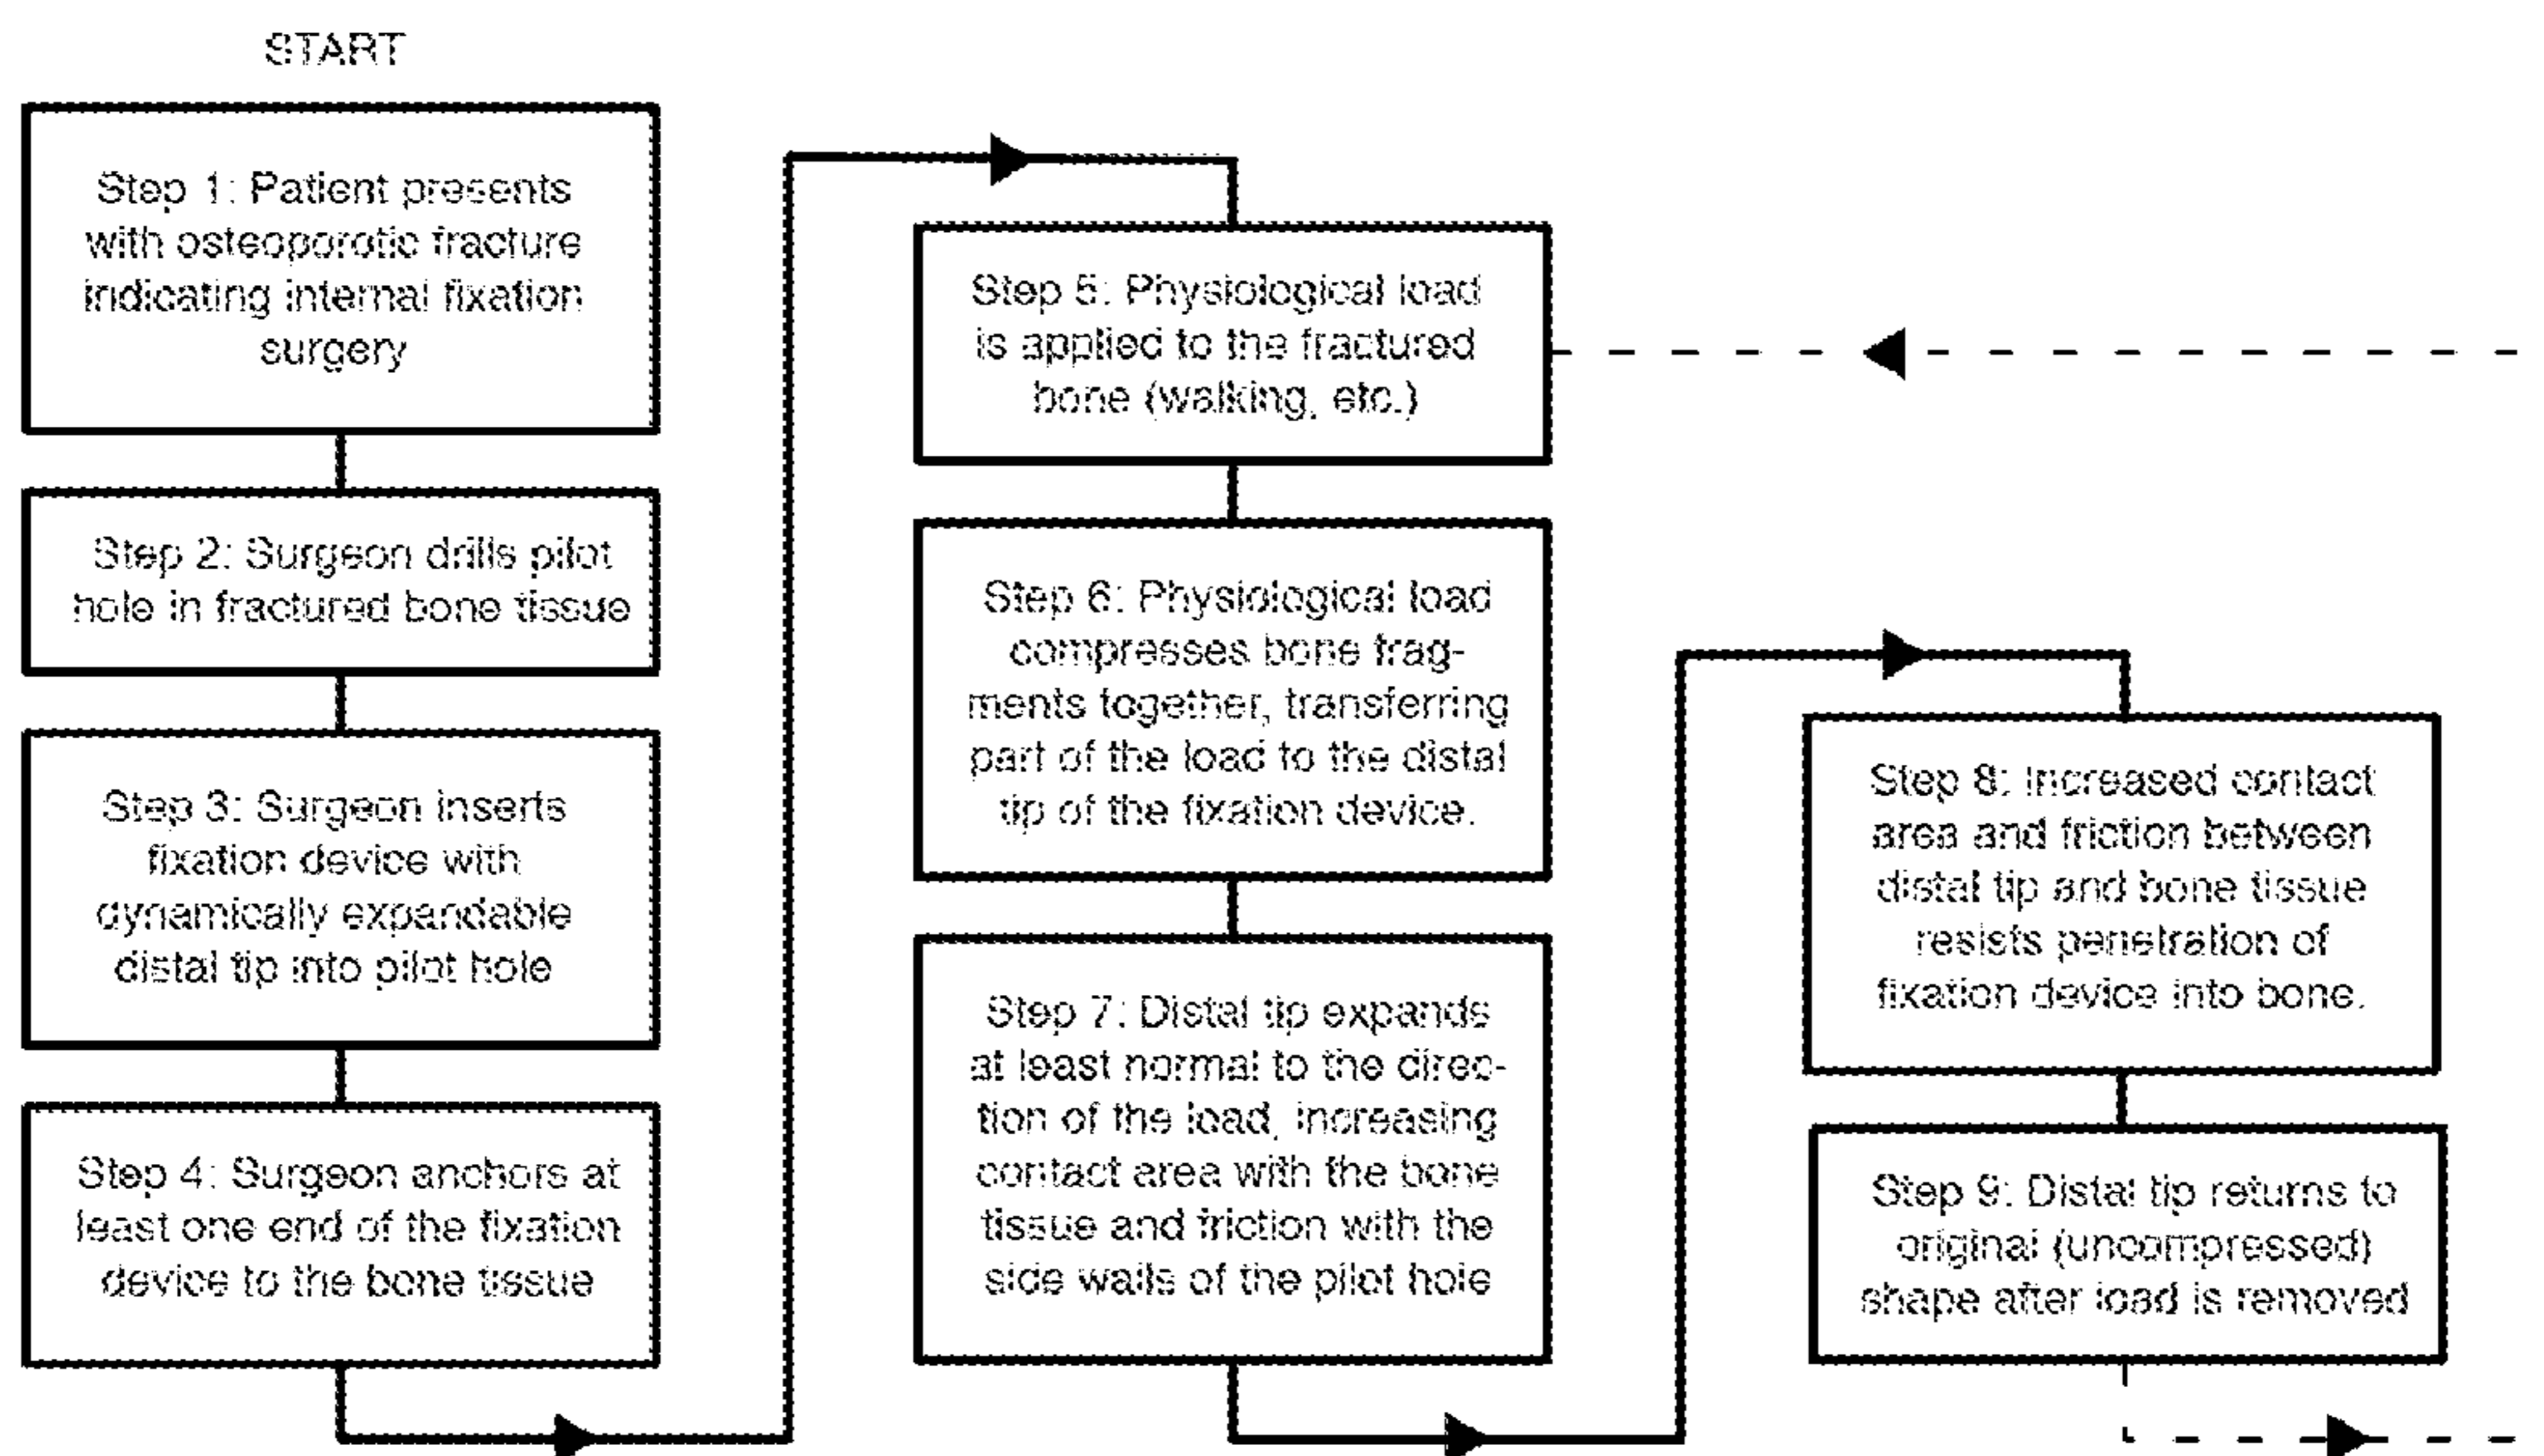 START
Step 1: Patient presents
with osteoporotic fracture
indicating internal fixation
surgery
Step 2: Surgeon drills pilot
hole in fractured bone tissue
Step 3: Surgeon inserts
fixation device with
dynamically expandable
distal tip into pilot hole
Step 4: Surgeon anchors at
least one end of the fixation
device to the bone tissue
Step 5: Physiological load
is applied to the fractured
bone (walking, etc.)
Step 6: Physiological load
compresses bone frag-
ments together, transferring
part of the load to the distal
tip of the fixation device.
Step 7: Distal tip expands
at least normal to the direc-
tion of the load, increasing
contact area with the bone
tissue and friction with the
side walls of the pilot hole
Step 8: Increased contact
area and friction between
distal tip and bone tissue
resists penetration of
fixation device into bone.
Step 9: Distal tip returns to
original (uncompressed)
shape after load is removed